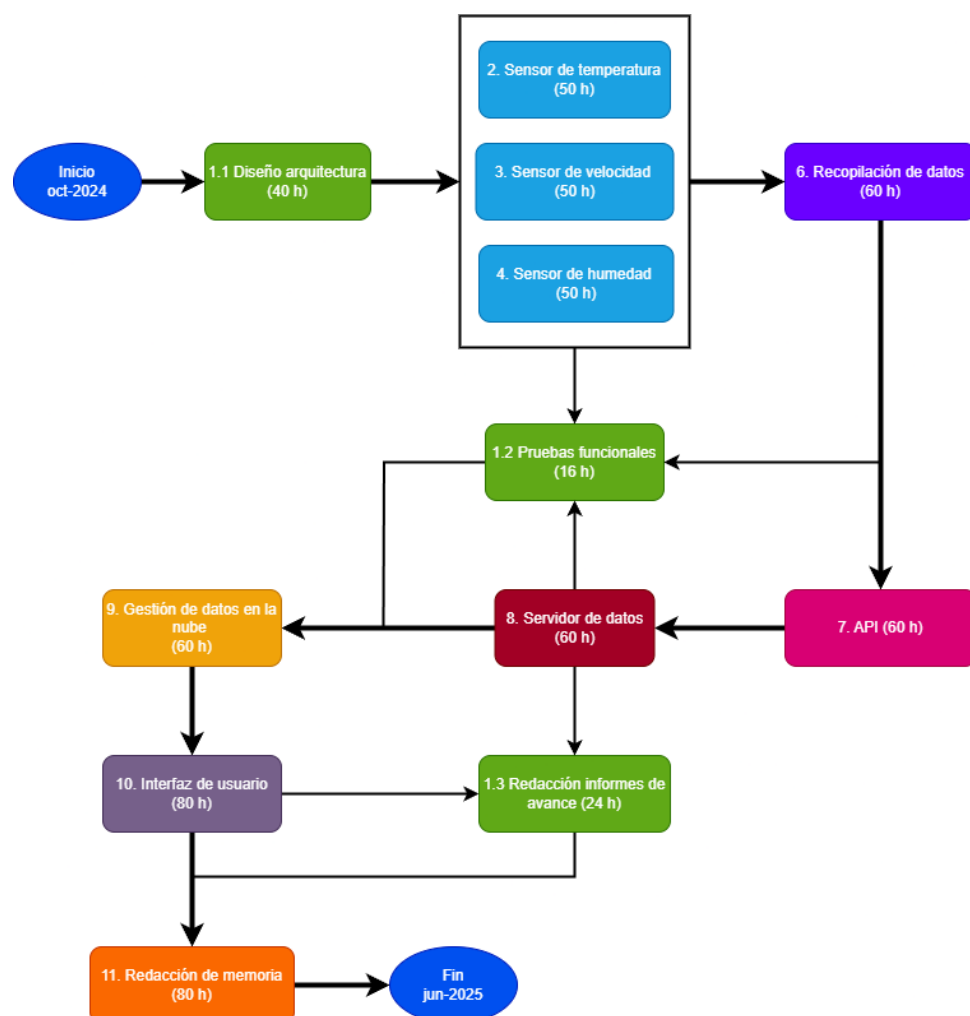 2. Sensor de temperatura
(50 h)
Inicio
oct-2024
1.1 Diseño arquitectura
(40 h)
3. Sensor de velocidad
(50 h)
6. Recopilación de datos
(60 h)
4. Sensor de humedad
(50 h)
1.2 Pruebas funcionales
(16 h)
9. Gestión de datos en la
nube
(60 h)
8. Servidor de datos
(60 h)
7. API (60 h)
10. Interfaz de usuario
(80 h)
1.3 Redacción informes de
avance (24 h)
11. Redacción de memoria
(80 h)
Fin
jun-2025